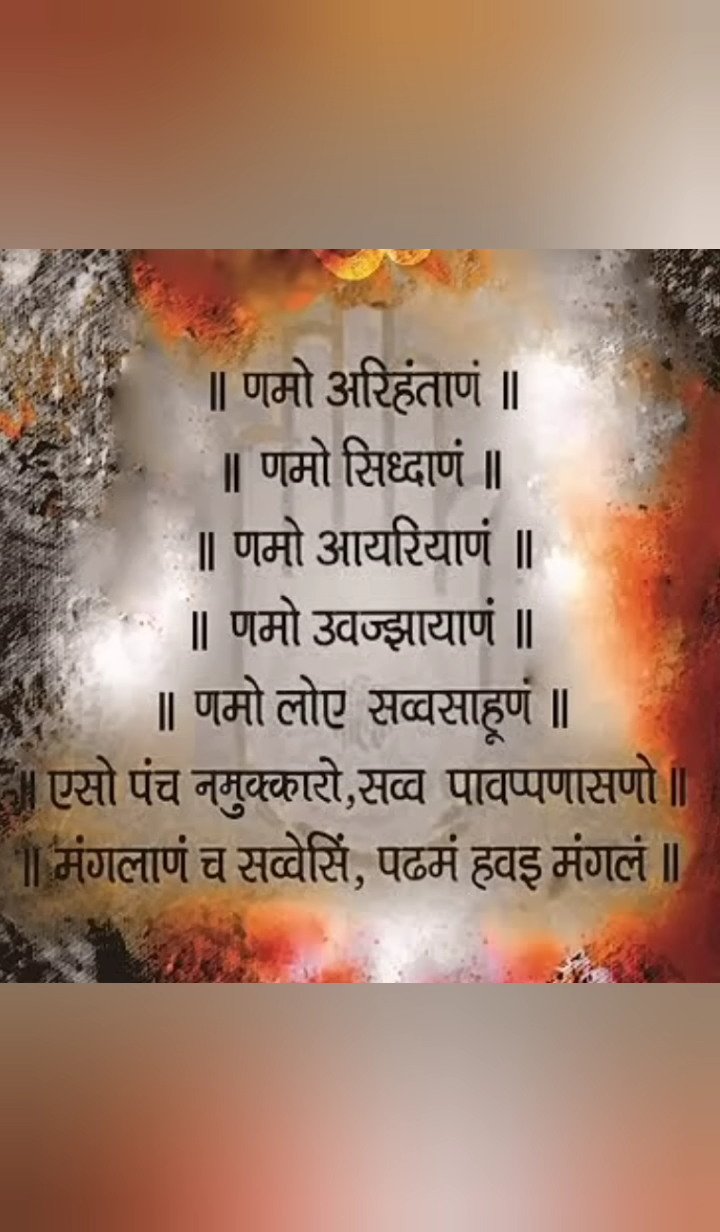 ॥ णमो अरिहंताणं ॥
॥ णमो सिध्दाणं ॥
॥ णमो आयरियाणं ॥
॥ णमो उवज्झायाणं ॥
॥ णमो लोए सव्वसाहूणं ॥
॥ एसो पंच नमुक्कारो,सव्व पावप्पणासणो ॥
॥ मंगलाणं च सव्वेसिं, पढमं हवइ मंगलं ॥